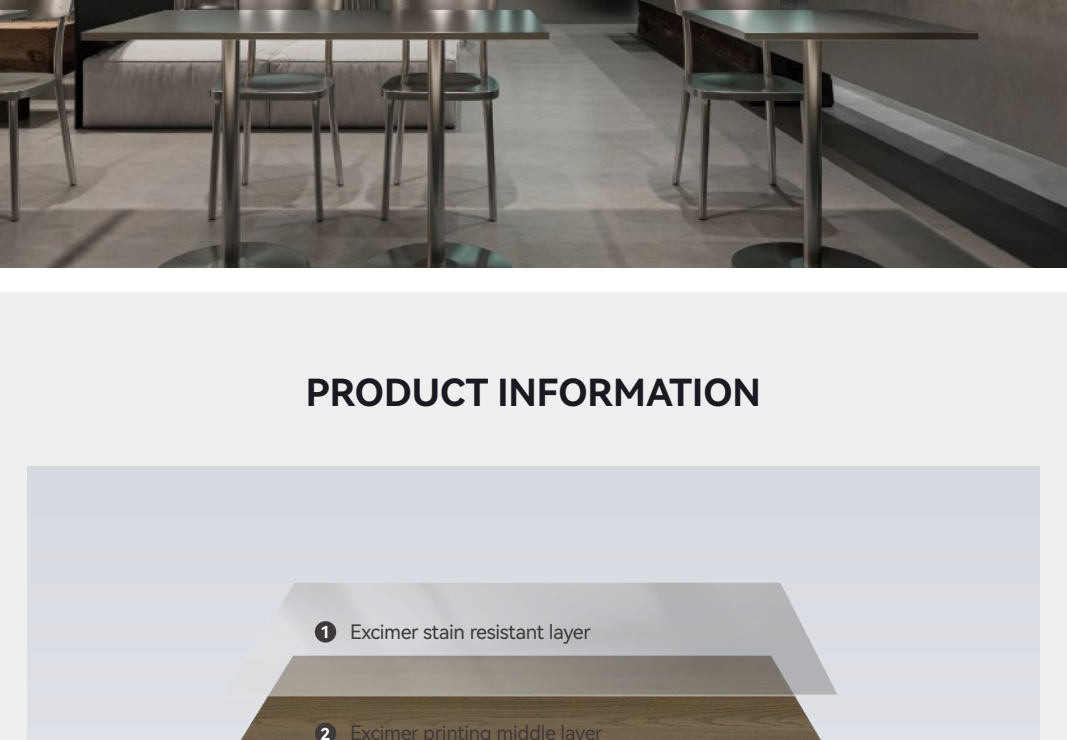 PRODUCT INFORMATION
1 Excimer stain resistant layer
2 Excimer printing middle layer